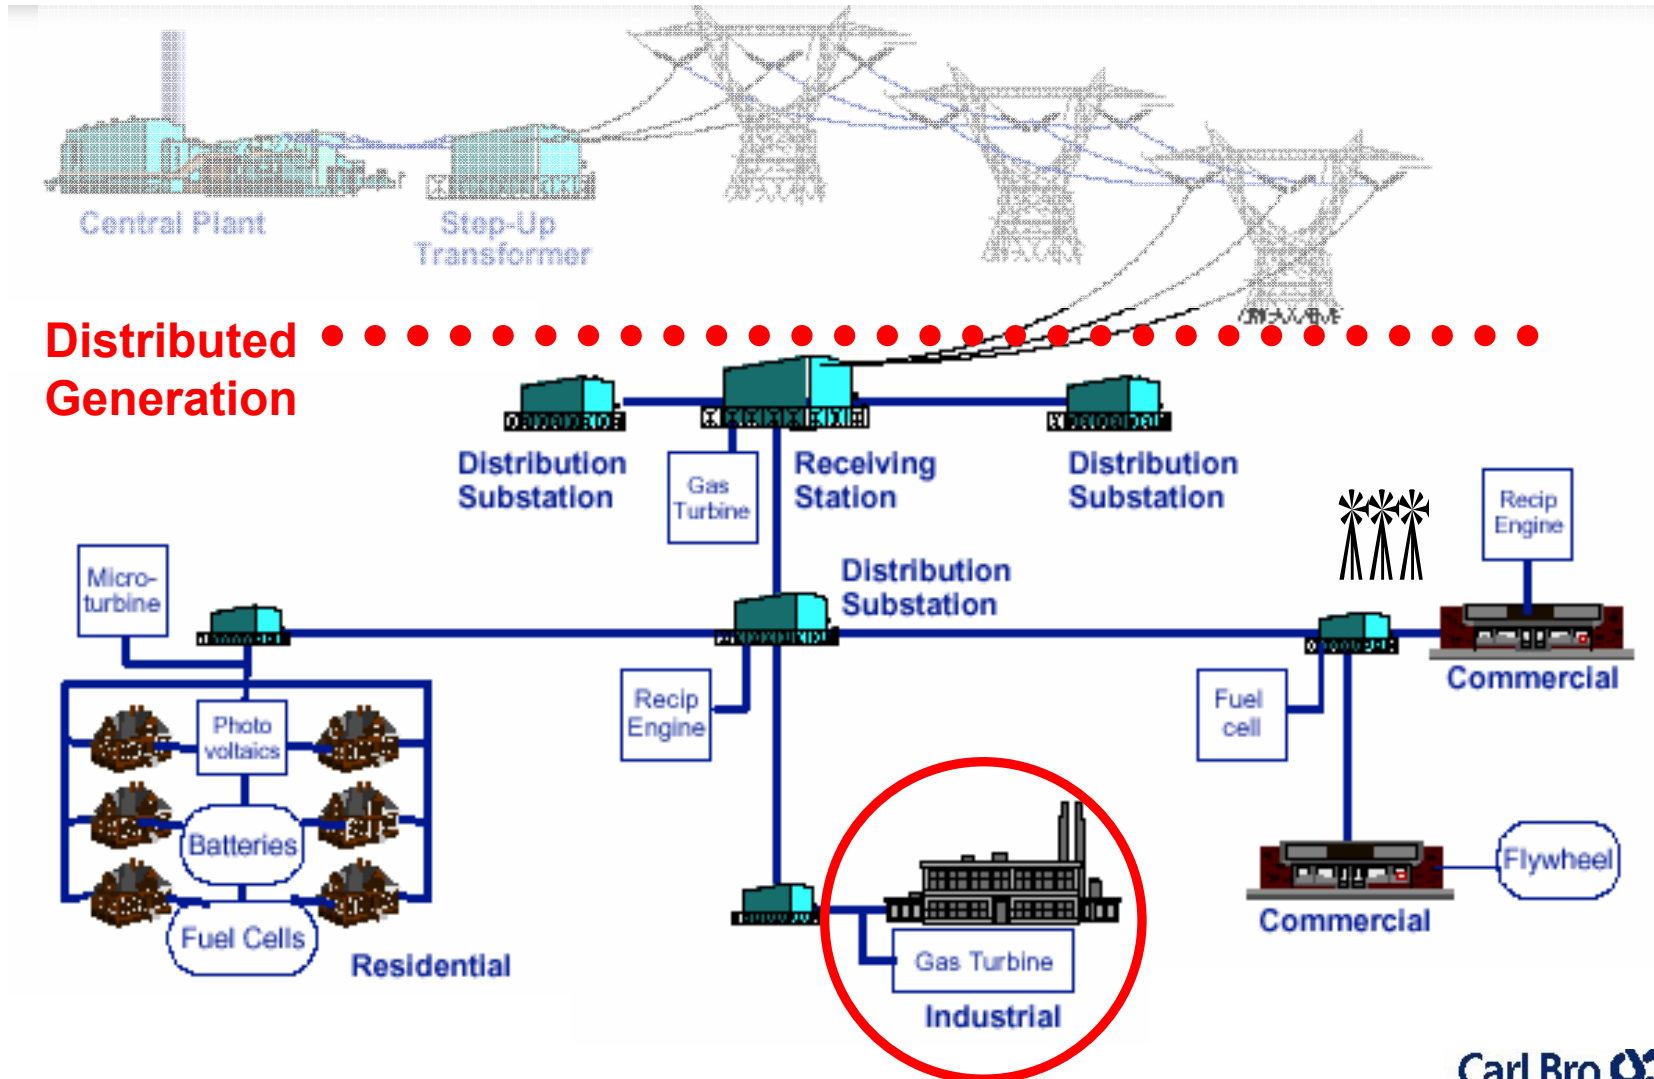 Central Plant
Step-Up
Transformer
Distributed
Generation
Distribution
Substation
Gas
Turbine
Receiving
Station
Distribution
Substation
Recip
Engine
Micro-
turbine
Distribution
Substation
Commercial
Photo
voltaics
Recip
Engine
Fuel
cell
Batteries
Flywheel
Fuel Cells
Residential
Commercial
Gas Turbine
Industrial
Carl Bro